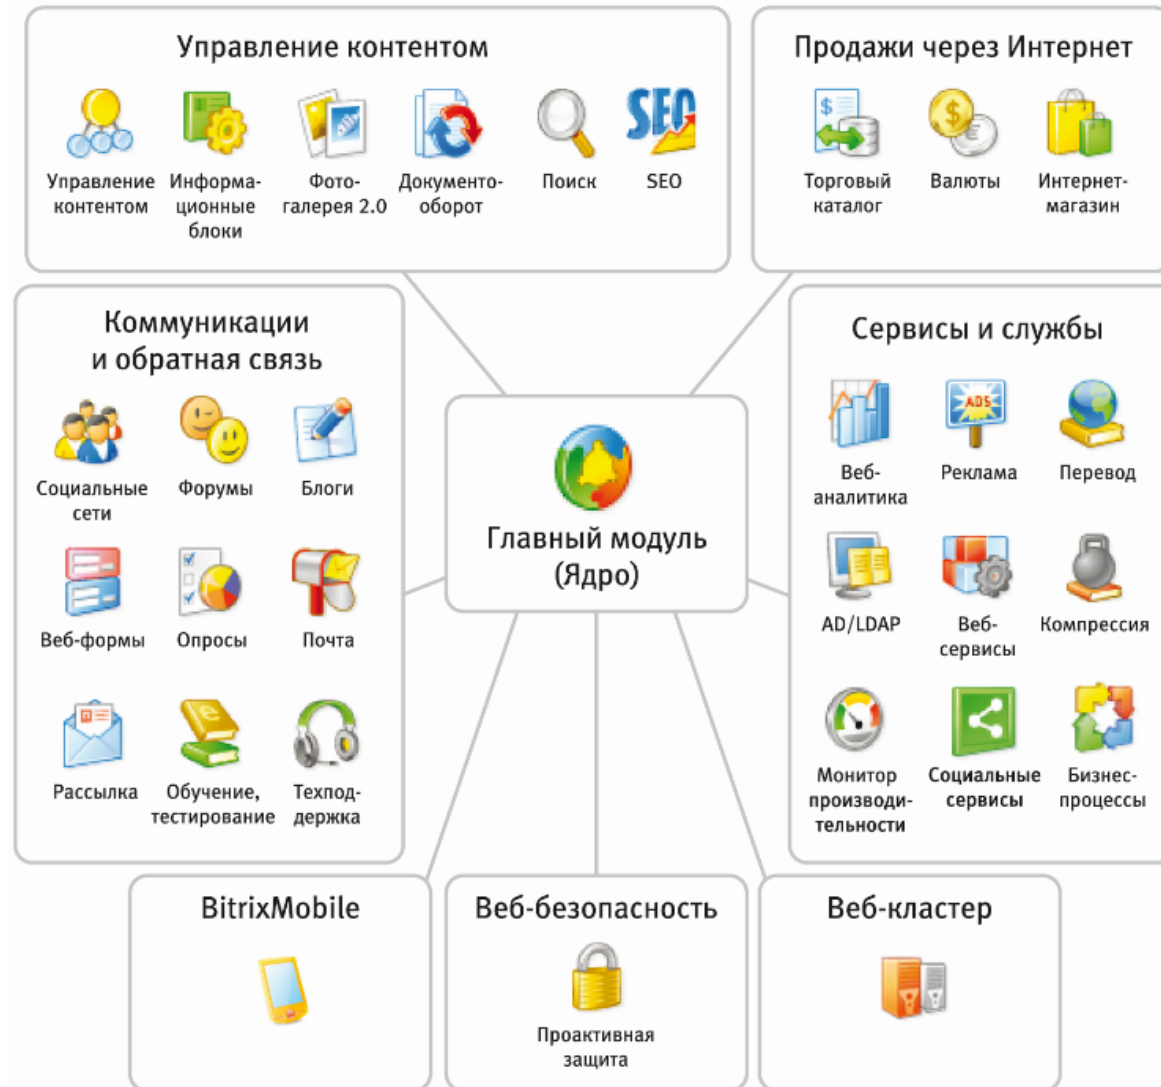 Управление контентом
SEO
Управление
контентом
Информа-
ционные
блоки
Фото-
галерея 2.0
Документо-
оборот
Поиск
SEO
Продажи через Интернет
$
$
Торговый
каталог
Валюты
Интернет-
магазин
Коммуникации
и обратная связь
Социальные
сети
Форумы
Блоги
Веб-формы
Опросы
Почта
e
Рассылка
Обучение,
тестирование
Техпод-
держка
Главный модуль
(Ядро)
Сервисы и службы
ADS
Веб-
аналитика
Реклама
Перевод
AD/LDAP
Веб-
сервисы
Компрессия
Монитор
производи-
тельности
Социальные
сервисы
Бизнес-
процессы
BitrixMobile
Веб-безопасность
Проактивная
защита
Веб-кластер